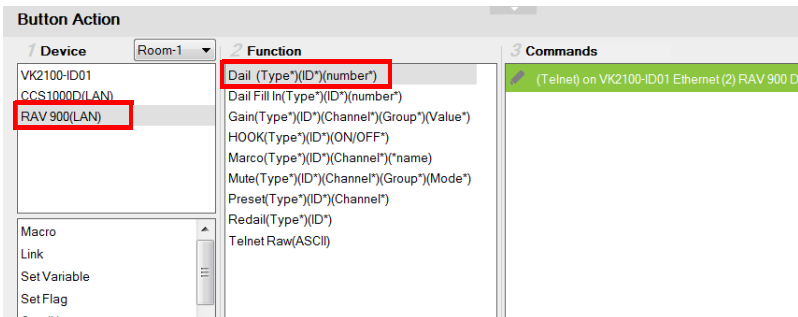 Button Action
1 Device Room-1
VK2100-ID01
CCS1000D(LAN)
RAV 900(LAN)
Macro
Link
Set Variable
Set Flag
2 Function
Dail (Type*)(ID*)(number*)
Dail Fill In(Type*)(ID*)(number*)
Gain(Type*)(ID*)(Channel*)(Group*)(Value*)
HOOK(Type*)(ID*)(ON/OFF*)
Marco(Type*)(ID*)(Channel*)(*name)
Mute(Type*)(ID*)(Channel*)(Group*)(Mode*)
Preset(Type*)(ID*)(Channel*)
Redail(Type*)(ID*)
Telnet Raw(ASCII)
3 Commands
(Telnet) on VK2100-ID01 Ethernet (2) RAV 900 D